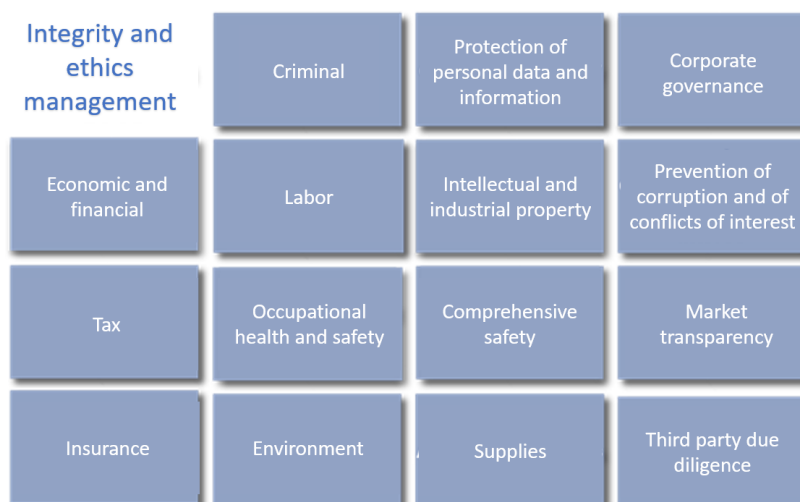 Integrity and
ethics
management
Criminal
Protection of
personal data and
information
Corporate
governance
Economic and
financial
Labor
Intellectual and
industrial property
Prevention of
corruption and of
conflicts of interest
Tax
Occupational
health and safety
Comprehensive
safety
Market
transparency
Insurance
Environment
Supplies
Third party due
diligence